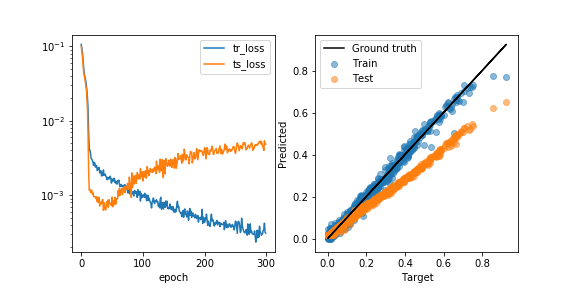 tr_loss
ts_loss
10⁻¹
10⁻²
10⁻³
0
100
200
300
epoch
Ground truth
Train
Test
0.8
0.6
0.4
0.2
0.0
Predicted
0.0
0.2
0.4
0.6
0.8
Target